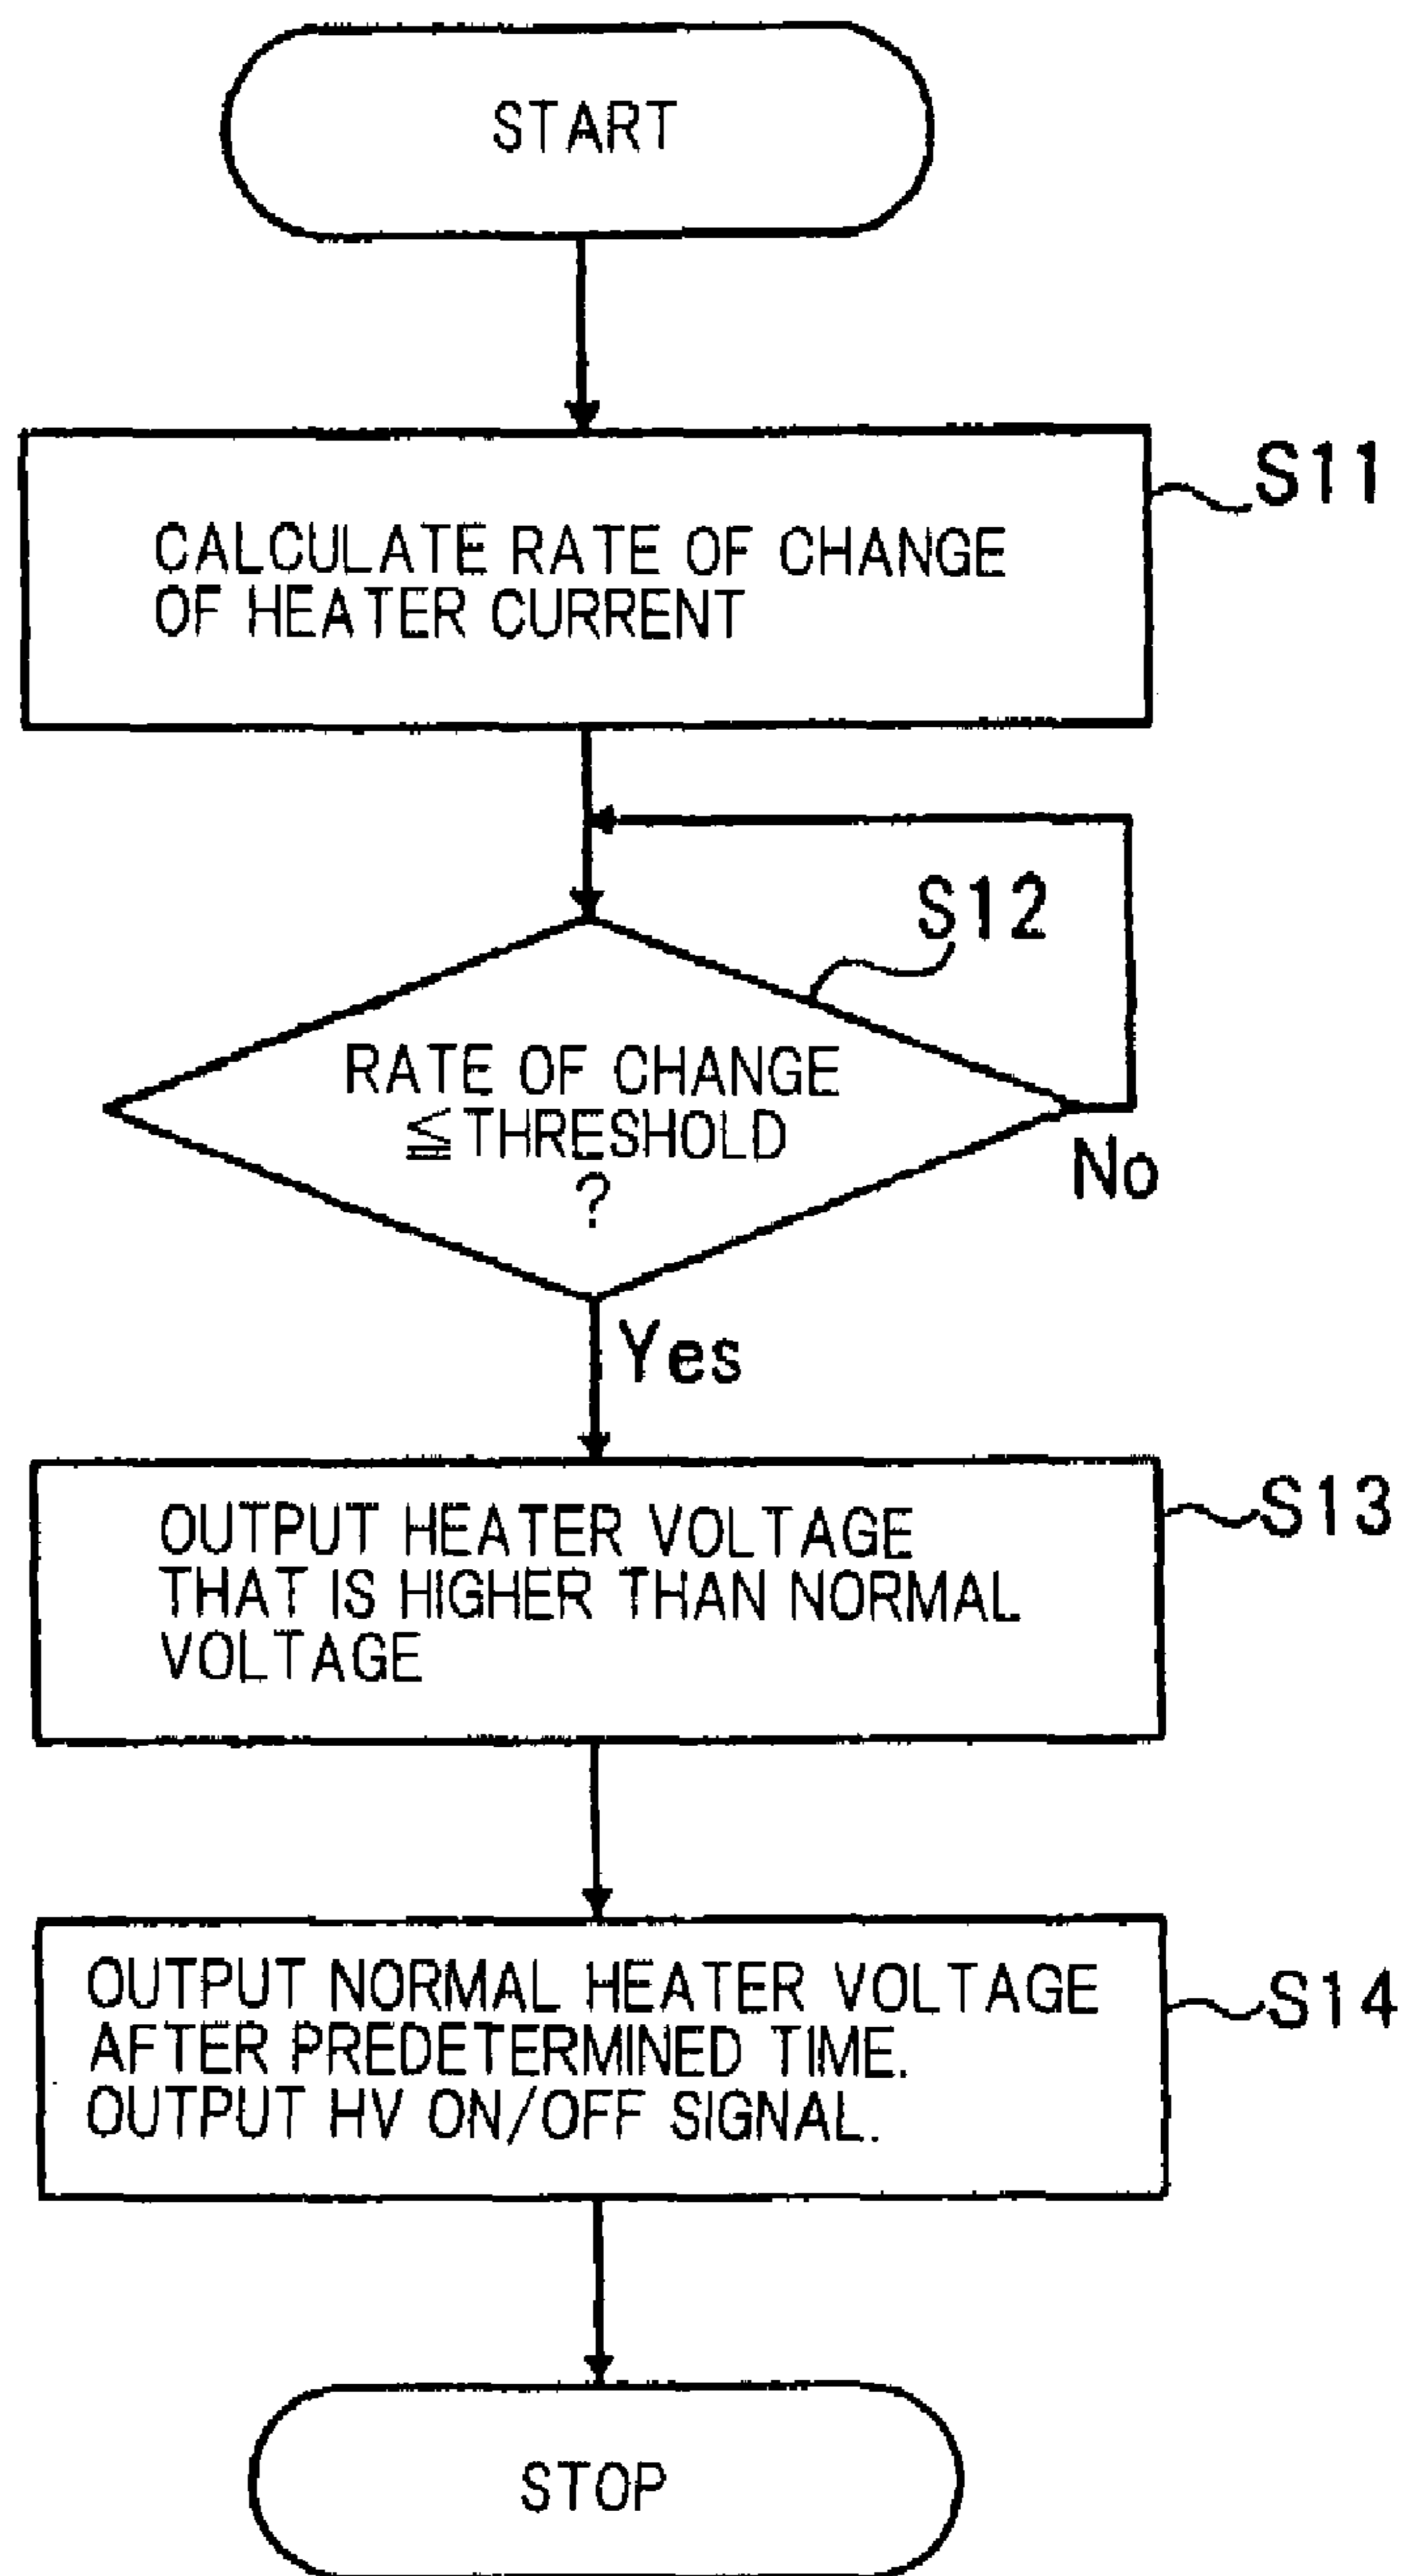 START
S11
CALCULATE RATE OF CHANGE
OF HEATER CURRENT
S12
RATE OF CHANGE
≦THRESHOLD
?
No
Yes
S13
OUTPUT HEATER VOLTAGE
THAT IS HIGHER THAN NORMAL
VOLTAGE
S14
OUTPUT NORMAL HEATER VOLTAGE
AFTER PREDETERMINED TIME.
OUTPUT HV ON/OFF SIGNAL.
STOP